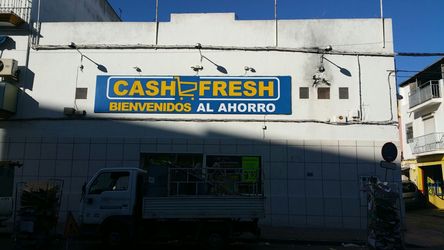 CASH FRESH
BIENVENIDOS AL AHORRO